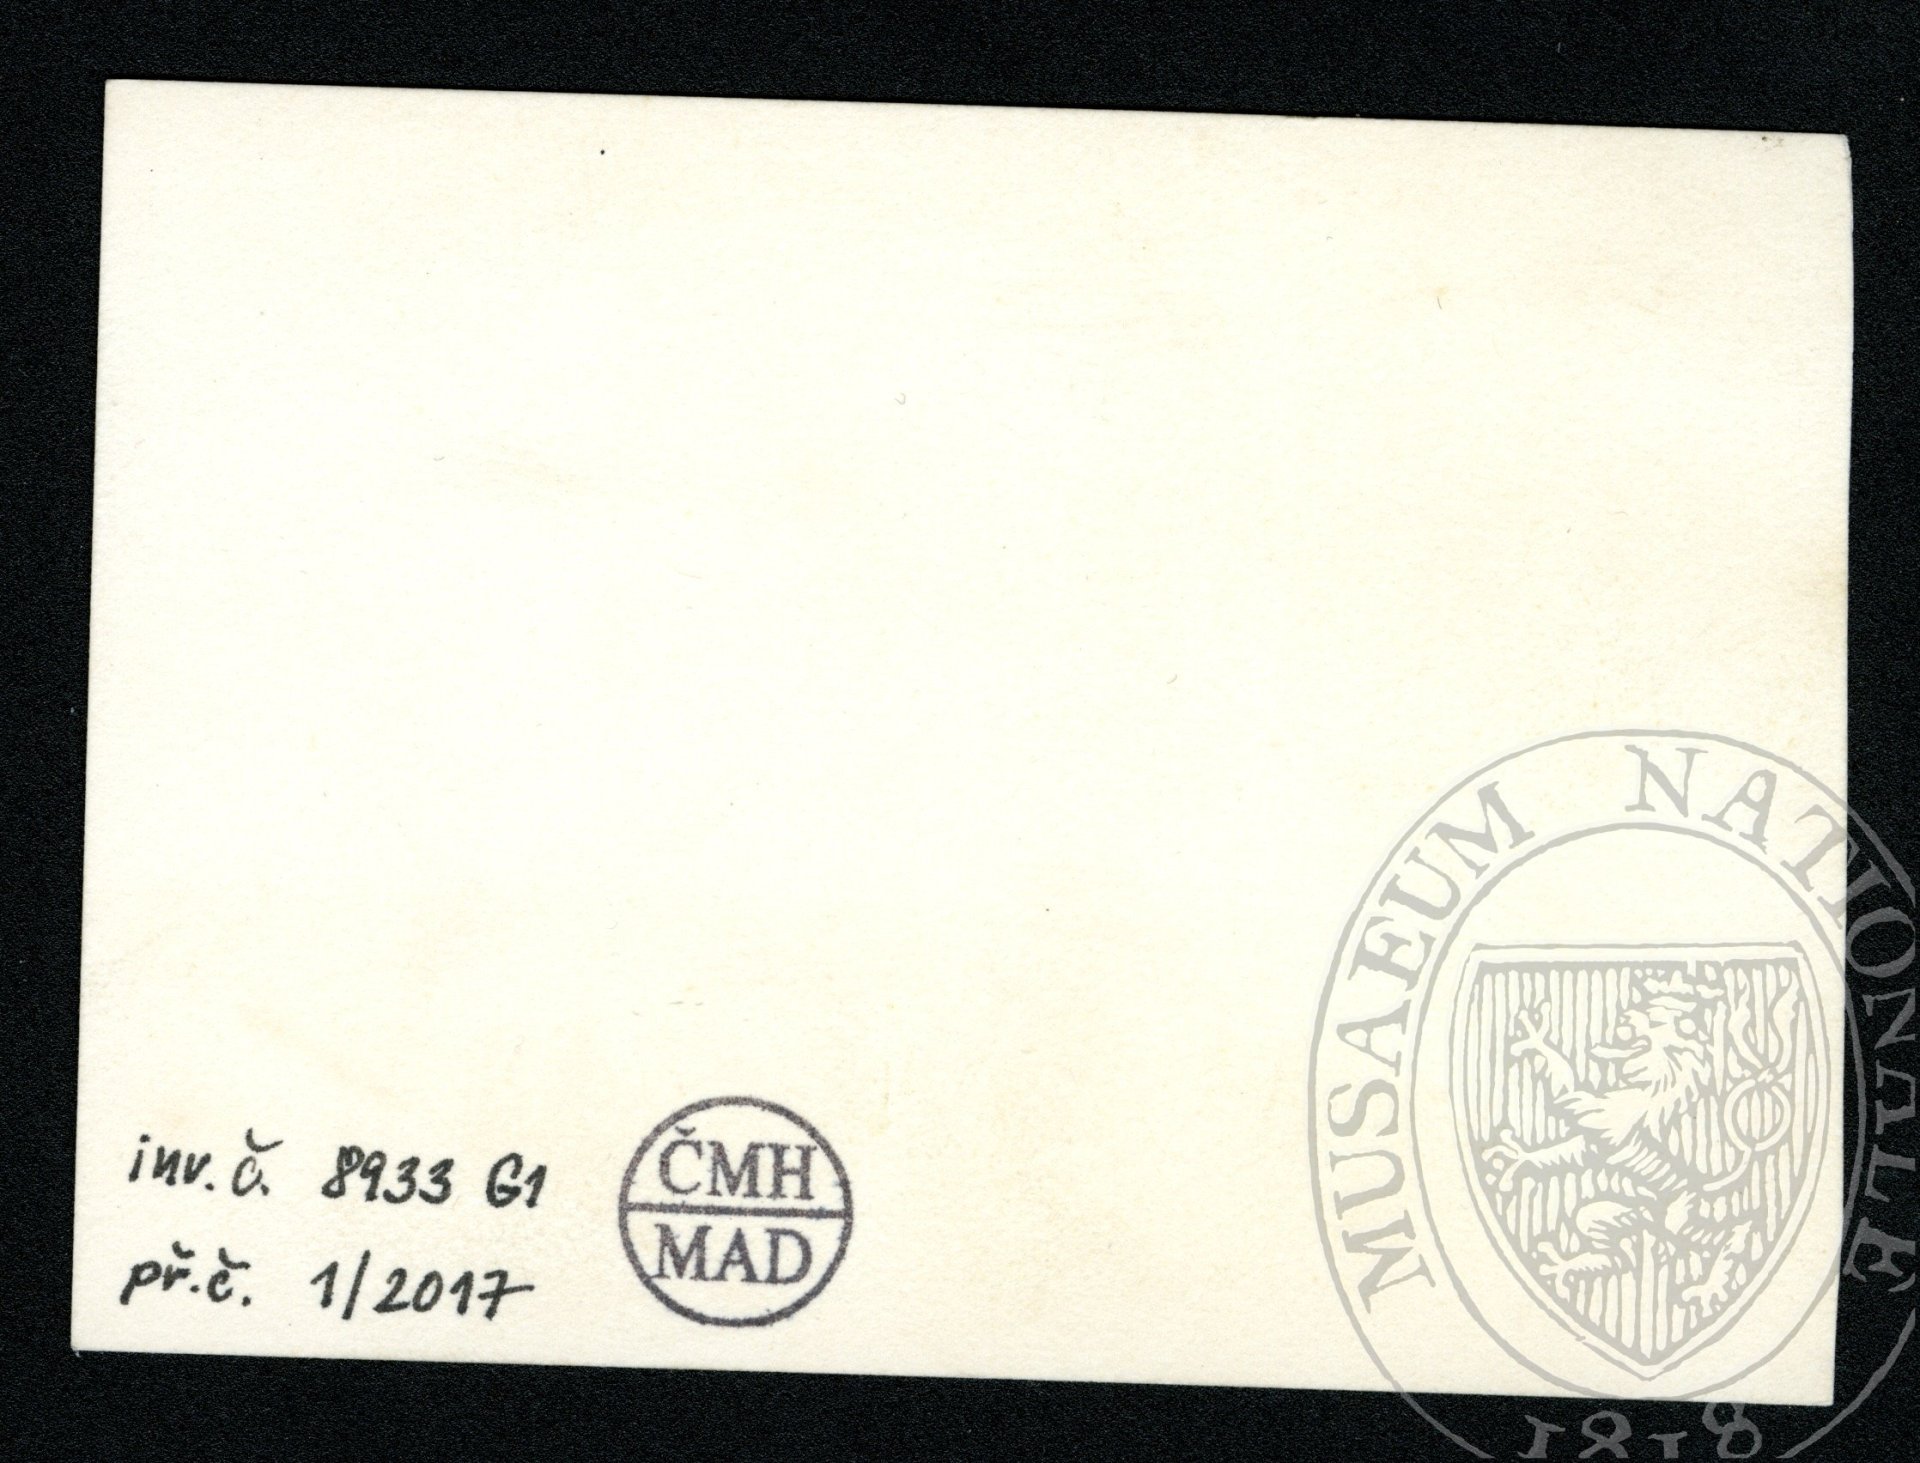 inv. č. 8933 G1
př. č. 1/2017
ČMH
MAD
MUSAEUM NATIONALE
1818